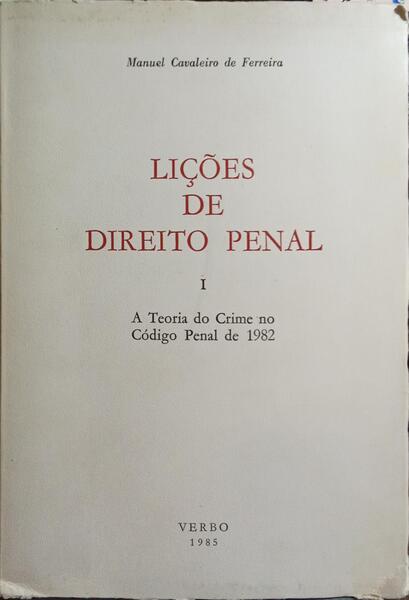 Manuel Cavaleiro de Ferreira
LIÇÕES
DE
DIREITO PENAL
I
A Teoria do Crime no
Código Penal de 1982
VERBO
1985